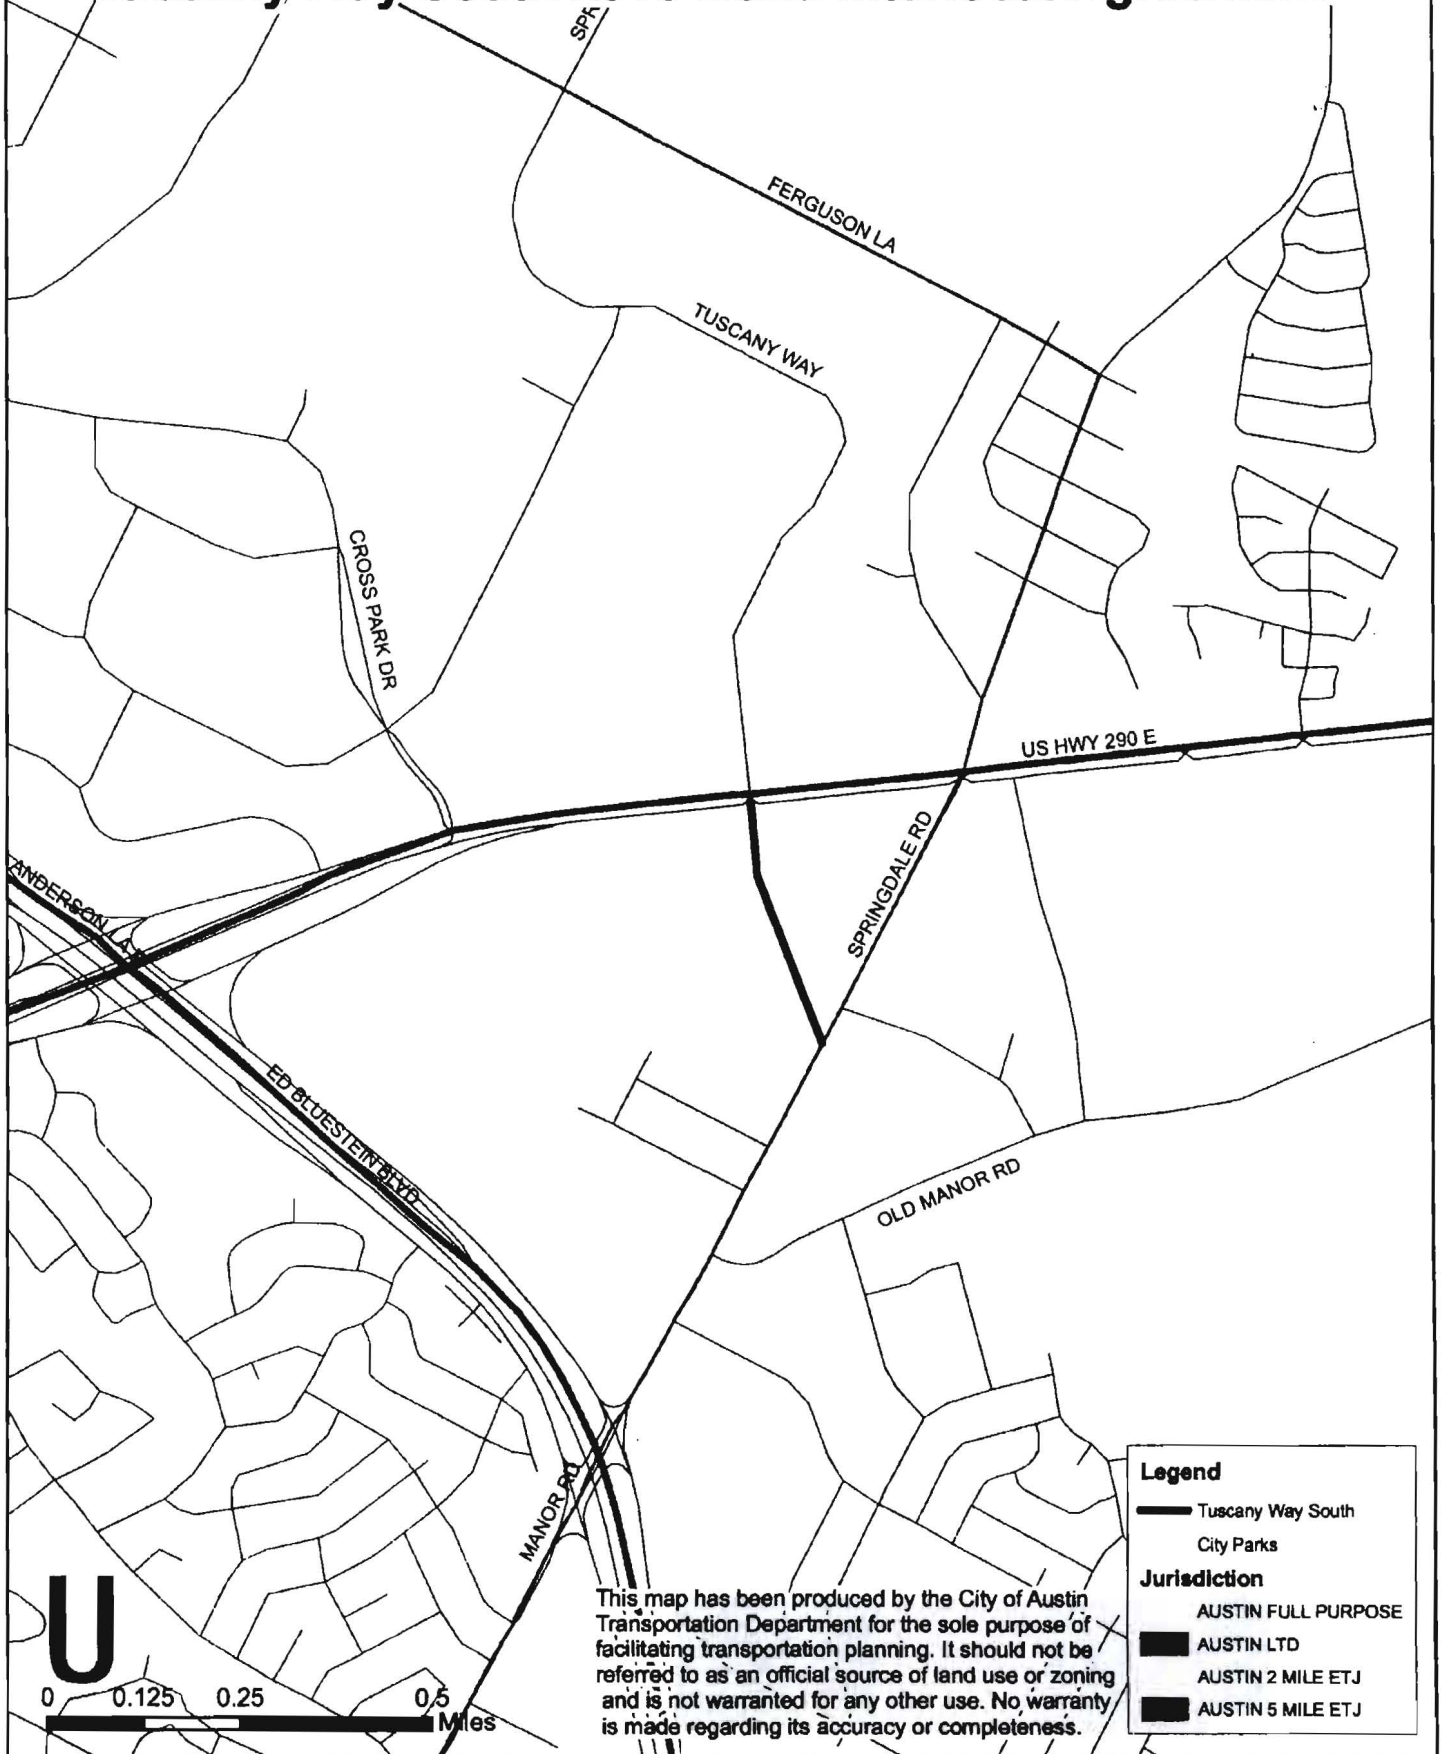 SPR
FERGUSON LA
TUSCANY WAY
CROSS PARK DR
US HWY 290 E
SPRINGDALE RD
ANDERSON LA
ED BLUESTEIN BLVD
OLD MANOR RD
MANOR RD
Legend
Tuscany Way South
City Parks
Jurisdiction
AUSTIN FULL PURPOSE
AUSTIN LTD
AUSTIN 2 MILE ETJ
AUSTIN 5 MILE ETJ
This map has been produced by the City of Austin
Transportation Department for the sole purpose of
facilitating transportation planning. It should not be
referred to as an official source of land use or zoning
and is not warranted for any other use. No warranty
is made regarding its accuracy or completeness.
U
0 0.125 0.25 0.5
Miles